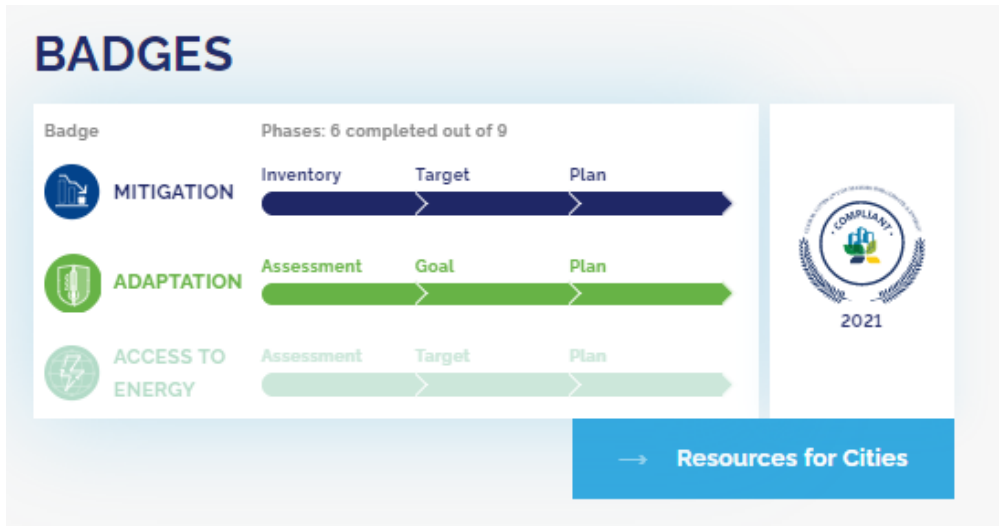 BADGES
Badge
Phases: 6 completed out of 9
MITIGATION
Inventory
Target
Plan
ADAPTATION
Assessment
Goal
Plan
ACCESS TO
ENERGY
Assessment
Target
Plan
COMPLIANT
2021
→ Resources for Cities